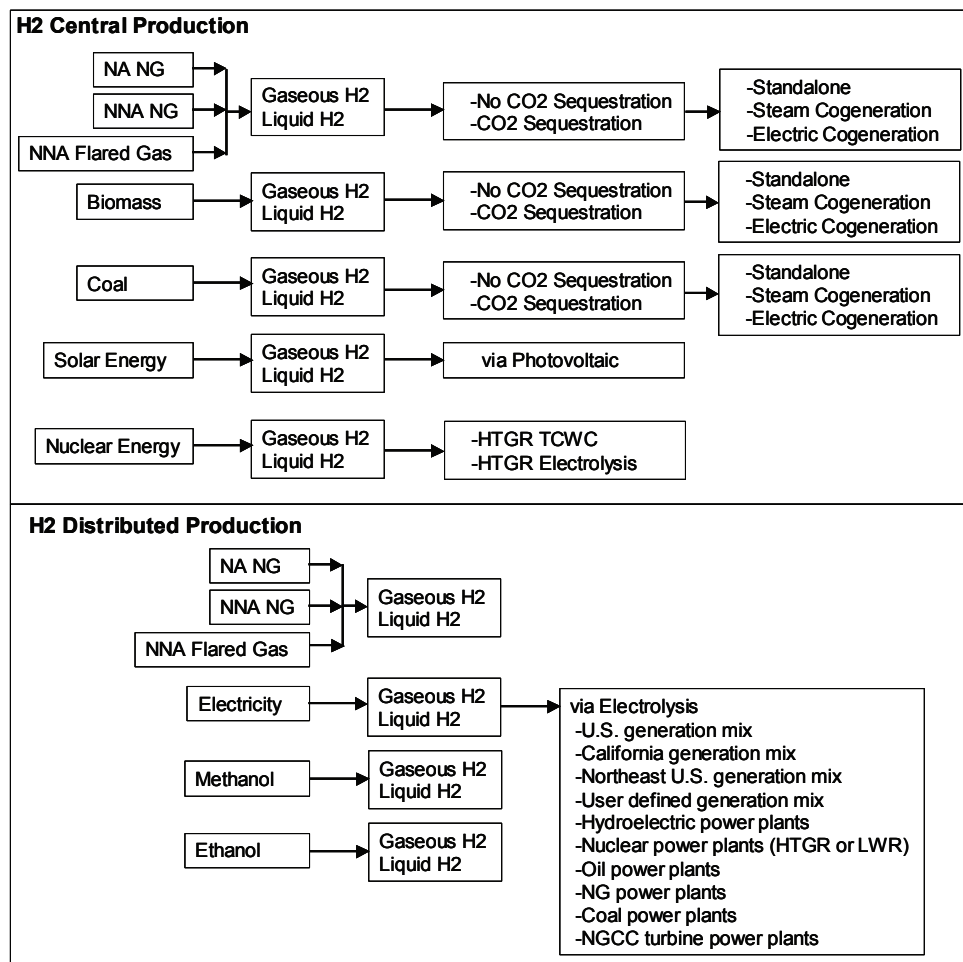 H2 Central Production
NA NG
NNA NG
NNA Flared Gas
Gaseous H2
Liquid H2
-No CO2 Sequestration
-CO2 Sequestration
-Standalone
-Steam Cogeneration
-Electric Cogeneration
Biomass
Gaseous H2
Liquid H2
-No CO2 Sequestration
-CO2 Sequestration
-Standalone
-Steam Cogeneration
-Electric Cogeneration
Coal
Gaseous H2
Liquid H2
-No CO2 Sequestration
-CO2 Sequestration
-Standalone
-Steam Cogeneration
-Electric Cogeneration
Solar Energy
Gaseous H2
Liquid H2
via Photovoltaic
Nuclear Energy
Gaseous H2
Liquid H2
-HTGR TCWC
-HTGR Electrolysis
H2 Distributed Production
NA NG
NNA NG
NNA Flared Gas
Gaseous H2
Liquid H2
Electricity
Gaseous H2
Liquid H2
via Electrolysis
-U.S. generation mix
-California generation mix
-Northeast U.S. generation mix
-User defined generation mix
-Hydroelectric power plants
-Nuclear power plants (HTGR or LWR)
-Oil power plants
-NG power plants
-Coal power plants
-NGCC turbine power plants
Methanol
Gaseous H2
Liquid H2
Ethanol
Gaseous H2
Liquid H2